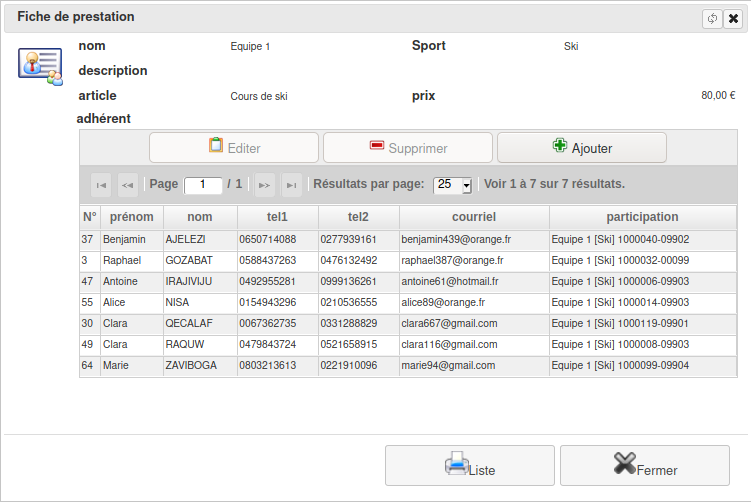 Fiche de prestation
nom Equipe 1 Sport Ski
description
article Cours de ski prix 80,00 €
adhérent
Editer Supprimer Ajouter
Page 1 / 1 Résultats par page: 25 Voir 1 à 7 sur 7 résultats.
N° prénom nom tel1 tel2 courriel participation
37 Benjamin AJELEZI 0650714088 0277939161 benjamin439@orange.fr Equipe 1 [Ski] 1000040-09902
3 Raphael GOZABAT 0588437263 0476132492 raphael387@orange.fr Equipe 1 [Ski] 1000032-00099
47 Antoine IRAJIVIJU 0492955281 0999136261 antoine61@hotmail.fr Equipe 1 [Ski] 1000006-09903
55 Alice NISA 0154943296 0210536555 alice89@orange.fr Equipe 1 [Ski] 1000014-09903
30 Clara QECALAF 0067362735 0331288829 clara667@gmail.com Equipe 1 [Ski] 1000119-09901
49 Clara RAQUW 0479843724 0521658915 clara116@gmail.com Equipe 1 [Ski] 1000008-09903
64 Marie ZAVIBOGA 0803213613 0221910096 marie94@gmail.com Equipe 1 [Ski] 1000099-09904
Liste Fermer